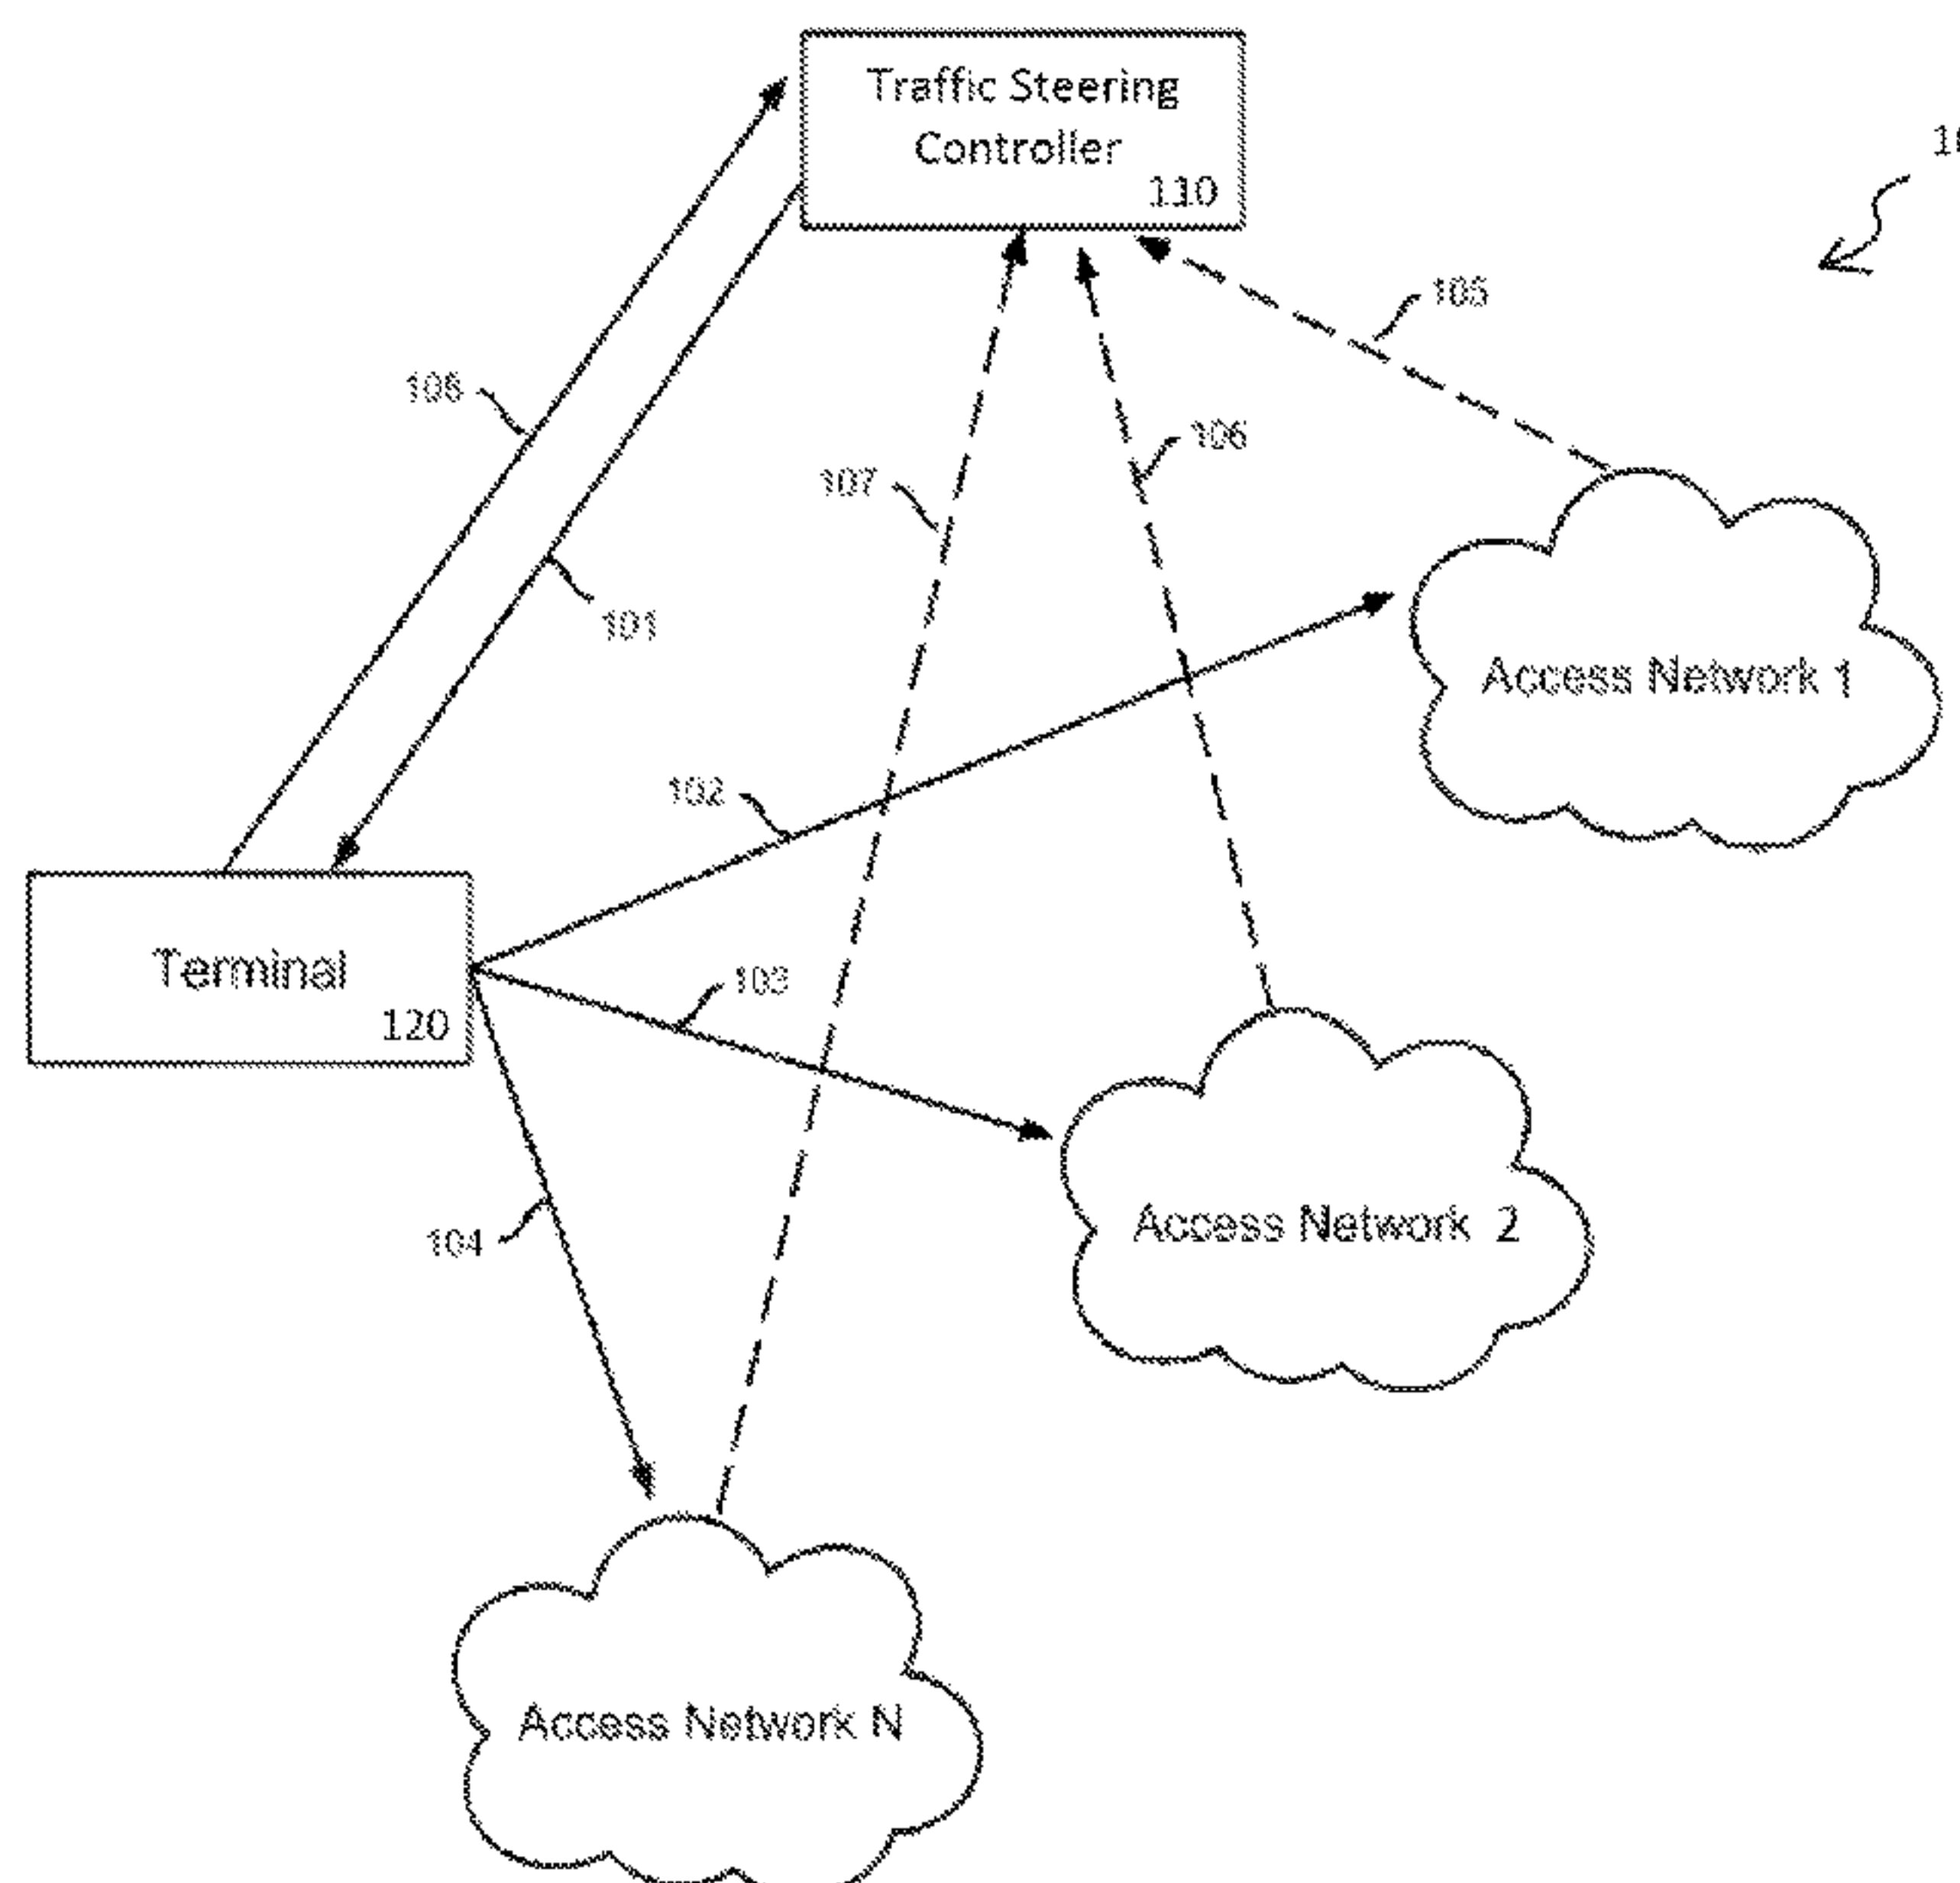 Traffic Steering
Controller
110
105
106
107
101
102
Access Network 1
Terminal
120
103
104
Access Network 2
Access Network N